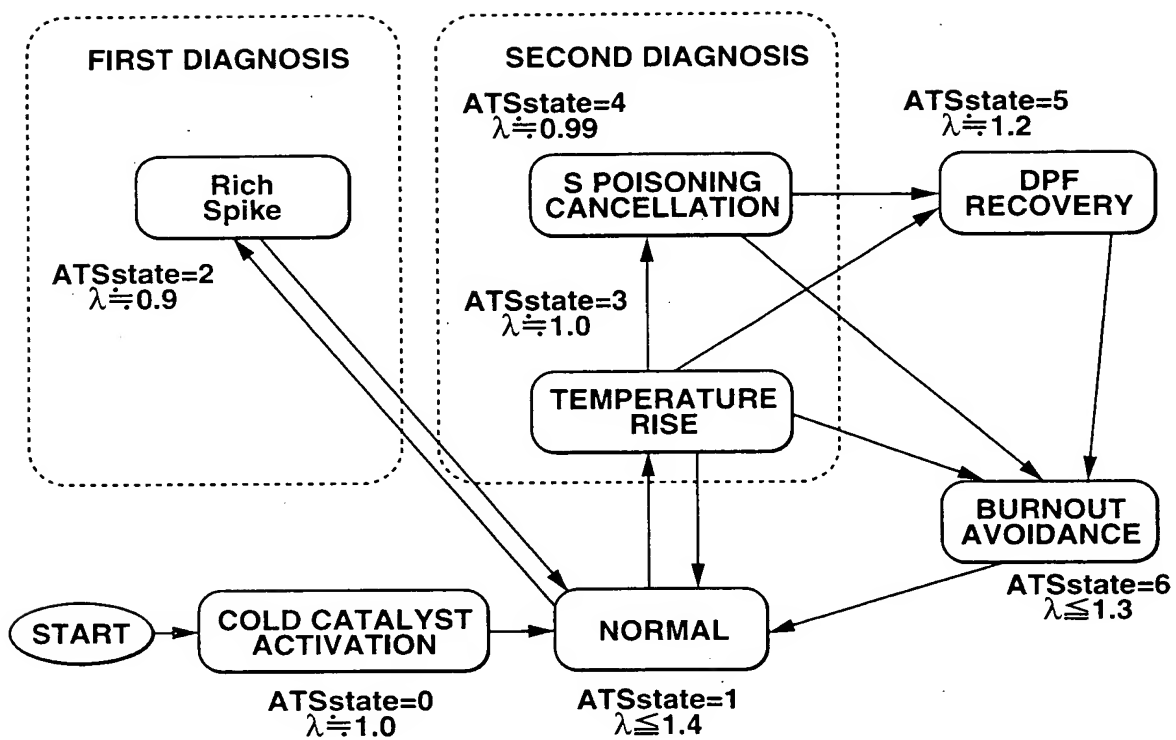 FIRST DIAGNOSIS
SECOND DIAGNOSIS
ATSstate=4
λ≒0.99
ATSstate=5
λ≒1.2
Rich
Spike
S POISONING
CANCELLATION
DPF
RECOVERY
ATSstate=2
λ≒0.9
ATSstate=3
λ≒1.0
TEMPERATURE
RISE
BURNOUT
AVOIDANCE
ATSstate=6
λ≦1.3
START
COLD CATALYST
ACTIVATION
NORMAL
ATSstate=0
λ≒1.0
ATSstate=1
λ≦1.4